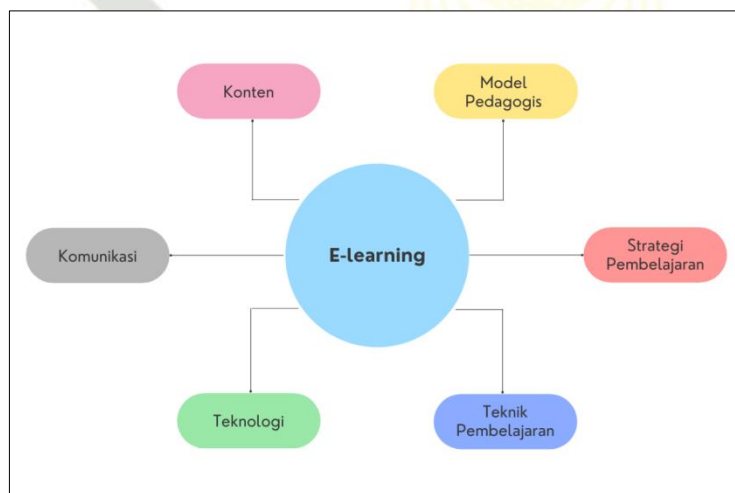 Konten
Model
Pedagogis
Komunikasi
E-learning
Strategi
Pembelajaran
Teknologi
Teknik
Pembelajaran